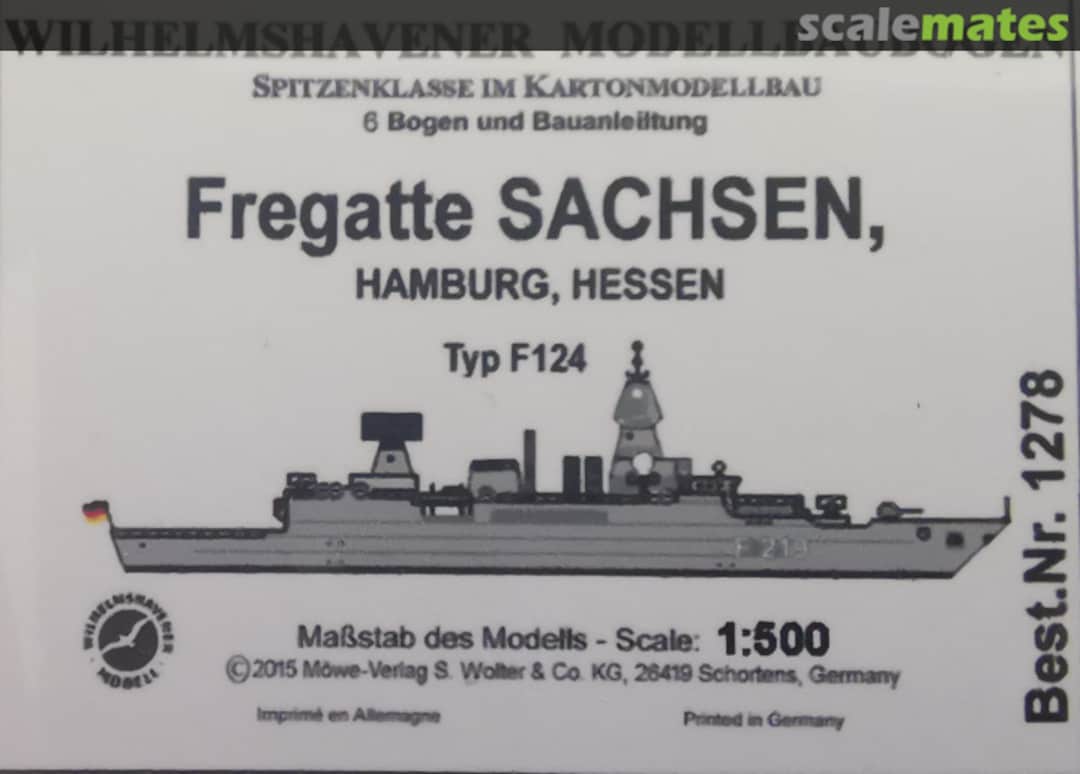 scalemates
WILHELMSHAVENER MODELLBAUBOGEN
SPITZENKLASSE IM KARTONMODELLBAU
6 Bogen und Bauanleiltung
Fregatte SACHSEN,
HAMBURG, HESSEN
Typ F124
Best.Nr. 1278
F 219
WILHELMSHAVENER
MODELL
Maßstab des Modells - Scale: 1:500
©2015 Möwe-Verlag S. Wolter & Co. KG, 26419 Schortens, Germany
Imprimé en Allemagne
Printed in Germany